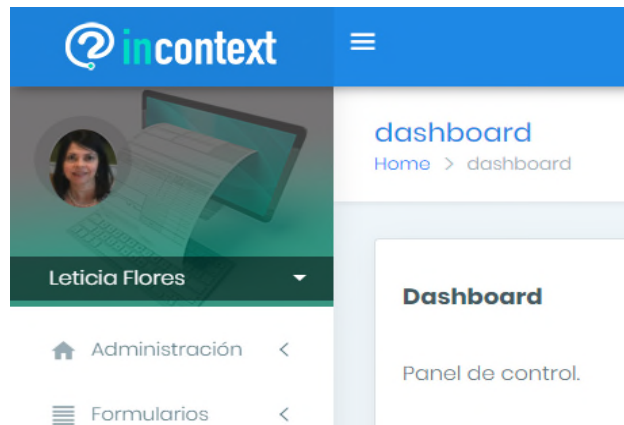 incontext
dashboard
Home > dashboard
Leticia Flores
Dashboard
Administración
Panel de control.
Formularios